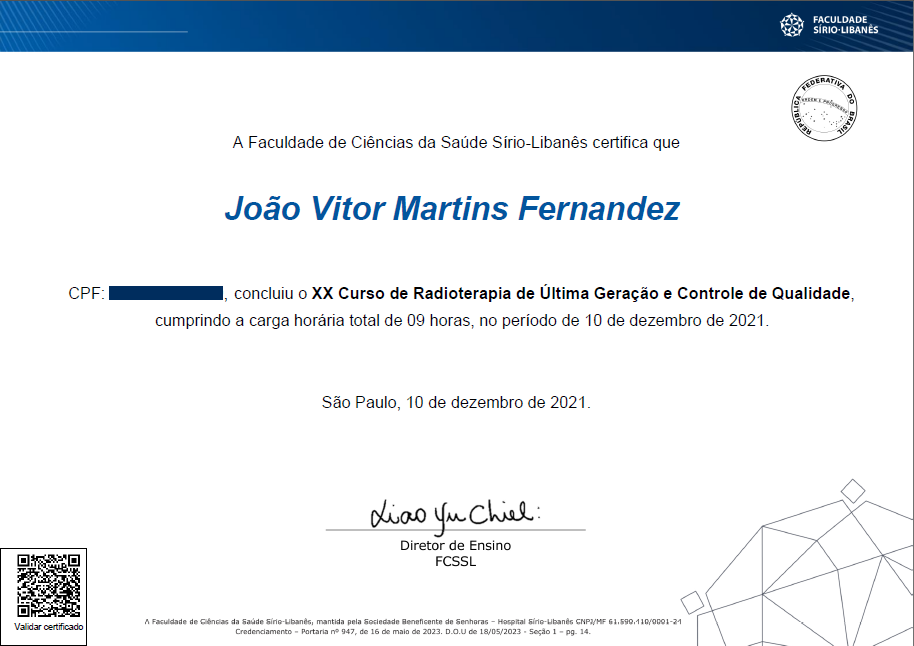 FACULDADE
SÍRIO-LIBANÊS
REPÚBLICA FEDERATIVA DO BRASIL
ORDEM E PROGRESSO
A Faculdade de Ciências da Saúde Sírio-Libanês certifica que
João Vitor Martins Fernandez
CPF: , concluiu o XX Curso de Radioterapia de Última Geração e Controle de Qualidade,
cumprindo a carga horária total de 09 horas, no período de 10 de dezembro de 2021.
São Paulo, 10 de dezembro de 2021.
Liao Yu Chieh
Diretor de Ensino
FCSSL
Validar certificado
A Faculdade de Ciências da Saúde Sírio-Libanês, mantida pela Sociedade Beneficente de Senhoras – Hospital Sírio-Libanês CNPJ/MF 61.590.410/0001-24
Credenciamento – Portaria nº 947, de 16 de maio de 2023. D.O.U de 18/05/2023 - Seção 1 – pg. 14.